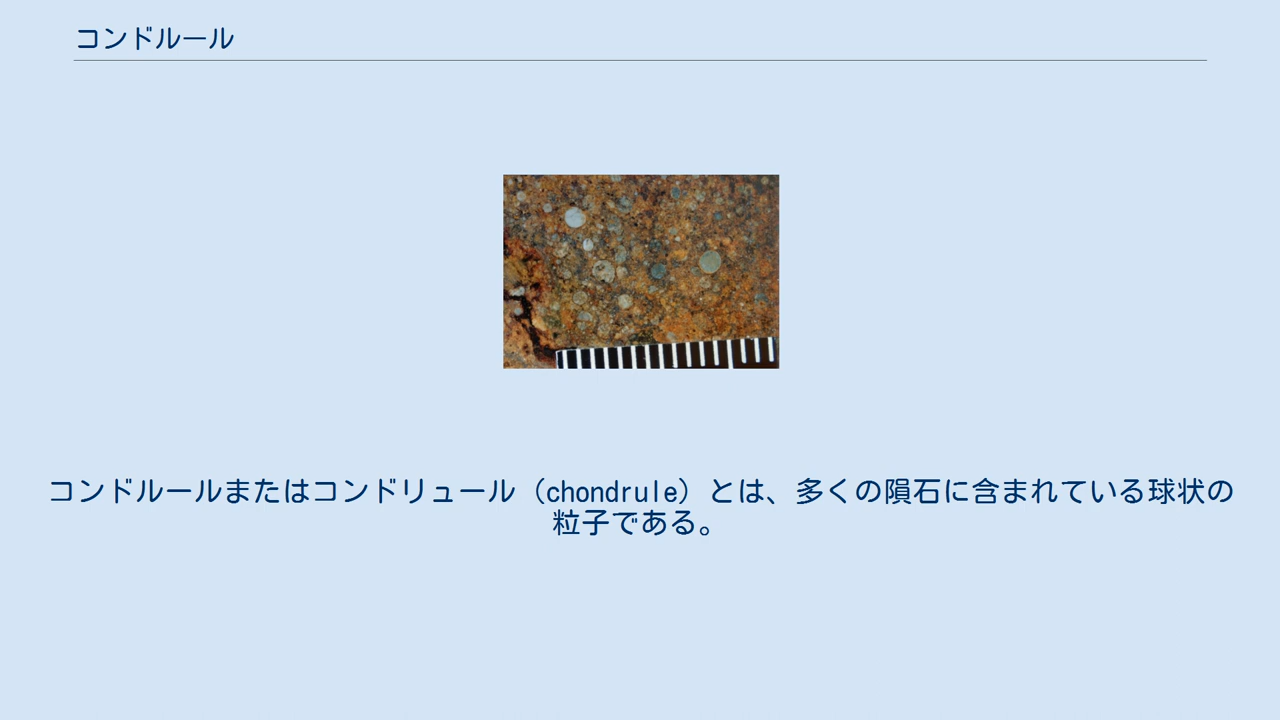 コンドルール
コンドルールまたはコンドリュール（chondrule）とは、多くの隕石に含まれている球状の
粒子である。